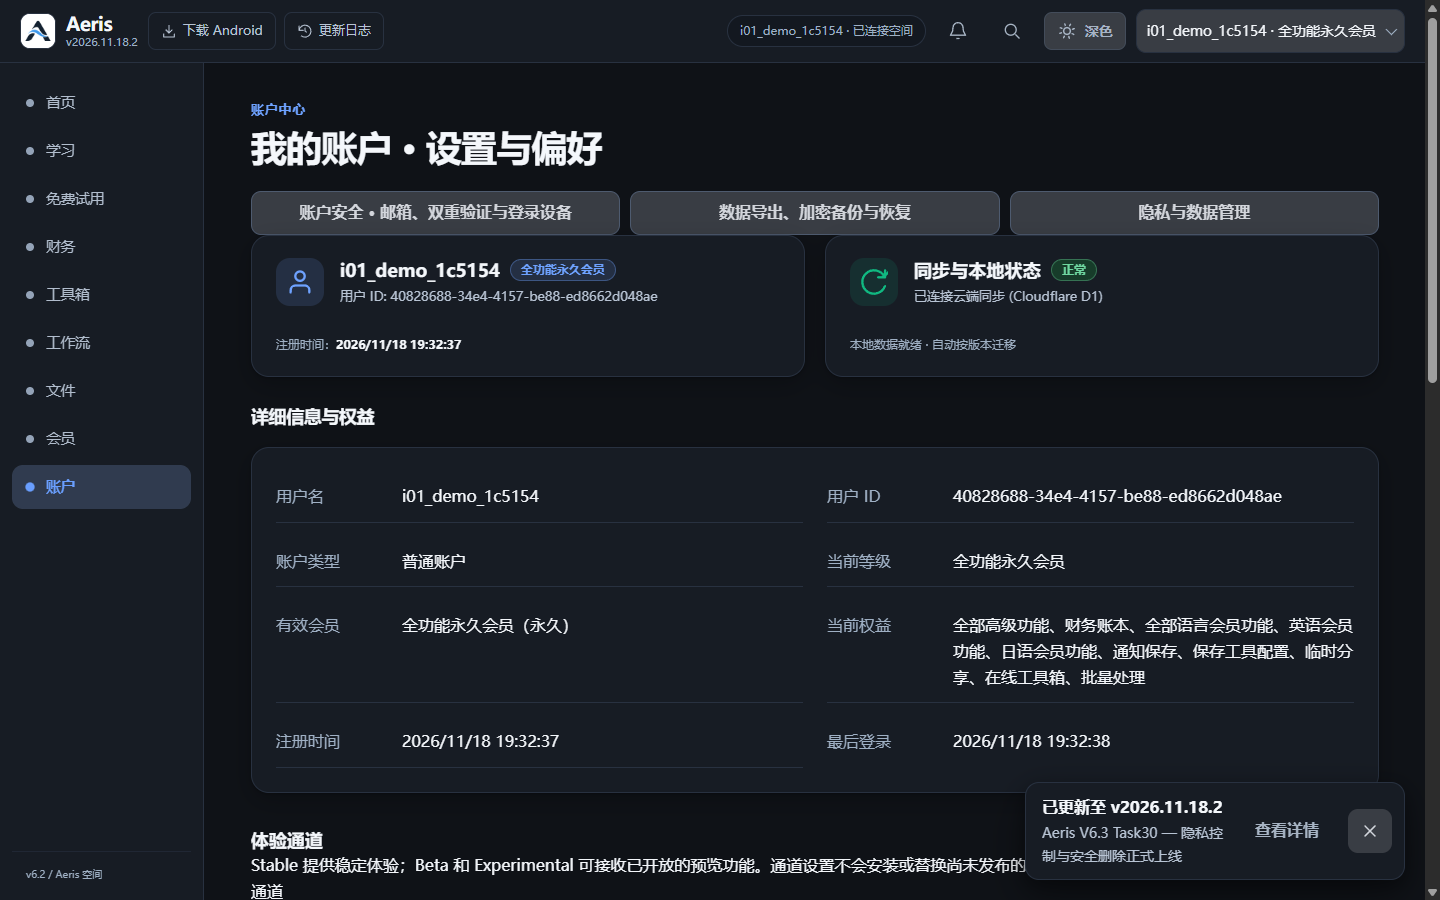 Aeris
v2026.11.18.2
下载 Android
更新日志
i01_demo_1c5154 · 已连接空间
深色
i01_demo_1c5154 · 全功能永久会员
首页
学习
免费试用
财务
工具箱
工作流
文件
会员
账户
v6.2 / Aeris 空间
账户中心
我的账户 • 设置与偏好
账户安全 • 邮箱、双重验证与登录设备
数据导出、加密备份与恢复
隐私与数据管理
i01_demo_1c5154
全功能永久会员
用户 ID: 40828688-34e4-4157-be88-ed8662d048ae
注册时间: 2026/11/18 19:32:37
同步与本地状态
正常
已连接云端同步 (Cloudflare D1)
本地数据就绪 · 自动按版本迁移
详细信息与权益
用户名
i01_demo_1c5154
用户 ID
40828688-34e4-4157-be88-ed8662d048ae
账户类型
普通账户
当前等级
全功能永久会员
有效会员
全功能永久会员（永久）
当前权益
全部高级功能、财务账本、全部语言会员功能、英语会员
功能、日语会员功能、通知保存、保存工具配置、临时分
享、在线工具箱、批量处理
注册时间
2026/11/18 19:32:37
最后登录
2026/11/18 19:32:38
体验通道
Stable 提供稳定体验；Beta 和 Experimental 可接收已开放的预览功能。通道设置不会安装或替换尚未发布的
通道
已更新至 v2026.11.18.2
Aeris V6.3 Task30 — 隐私控
制与安全删除正式上线
查看详情